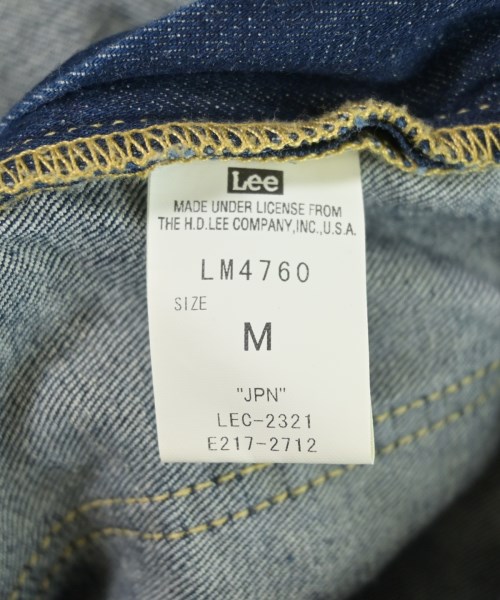 Lee
MADE UNDER LICENSE FROM
THE H.D.LEE COMPANY,INC.,U.S.A.
LM4760
SIZE
M
"JPN"
LEC-2321
E217-2712